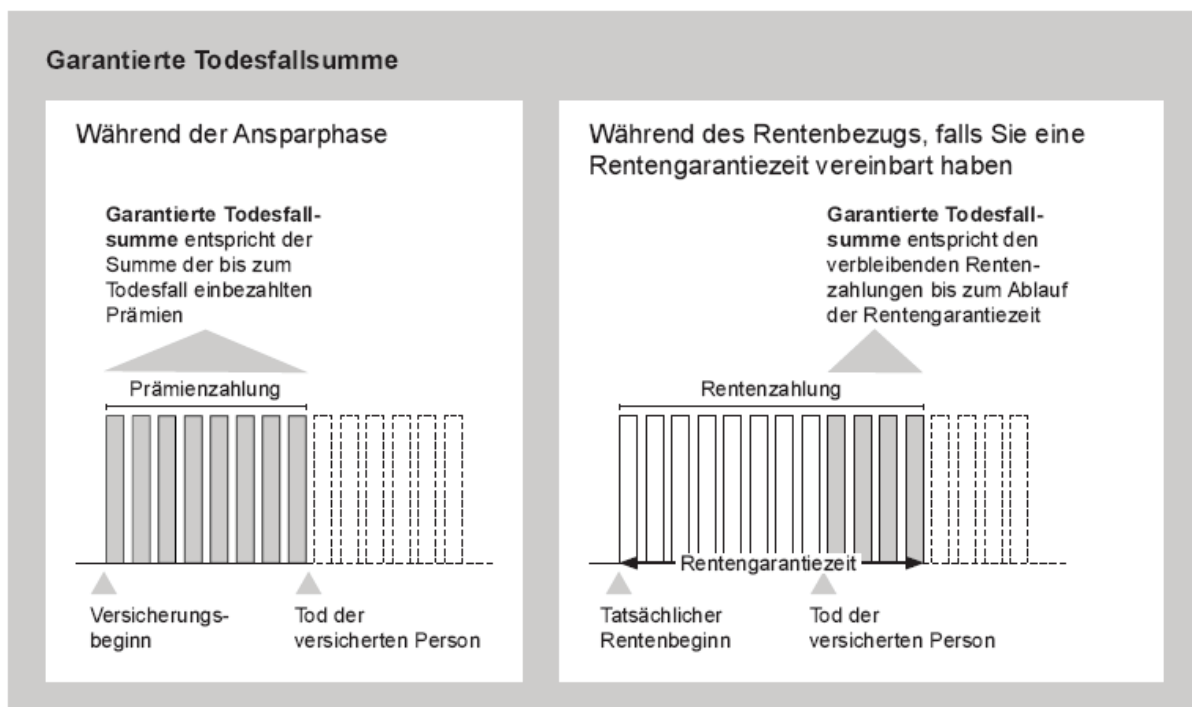 Garantierte Todesfallsumme
Während der Ansparphase
Garantierte Todesfall-
summe entspricht der
Summe der bis zum
Todesfall einbezahlten
Prämien
Prämienzahlung
Versicherungs-
beginn
Tod der
versicherten Person
Während des Rentenbezugs, falls Sie eine
Rentengarantiezeit vereinbart haben
Garantierte Todesfall-
summe entspricht den
verbleibenden Renten-
zahlungen bis zum Ablauf
der Rentengarantiezeit
Rentenzahlung
Rentengarantiezeit
Tatsächlicher
Rentenbeginn
Tod der
versicherten Person